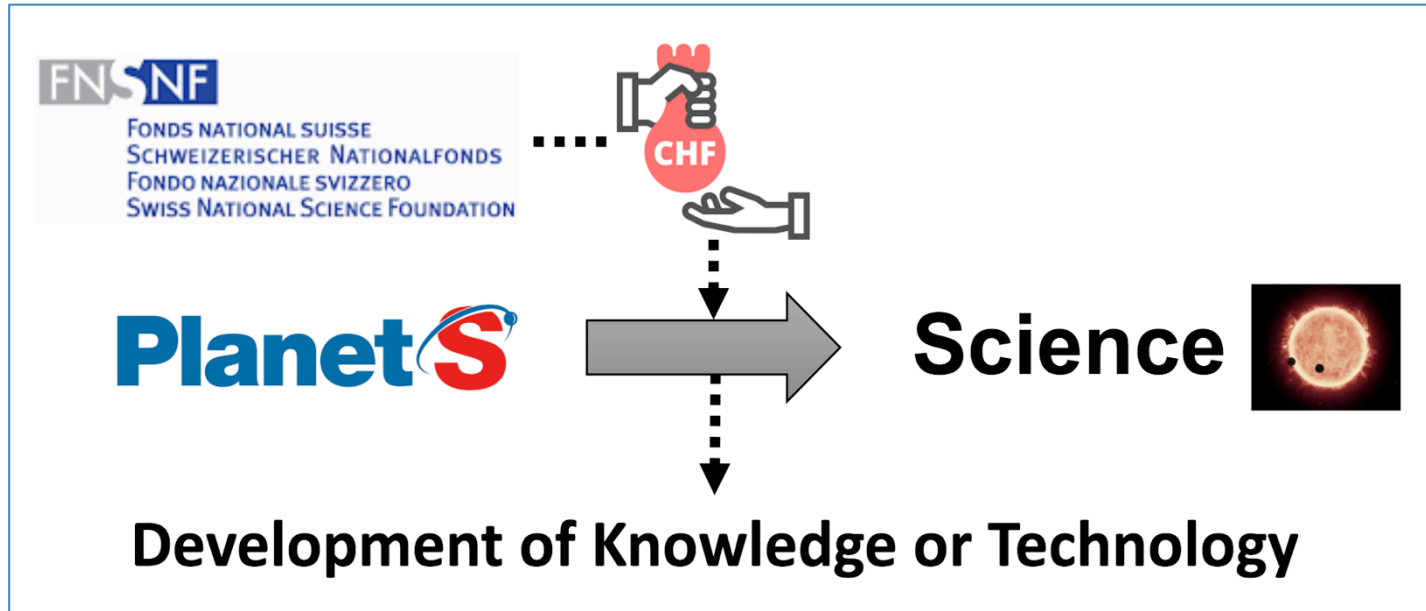 FNSNF
FONDS NATIONAL SUISSE
SCHWEIZERISCHER NATIONALFONDS
FONDO NAZIONALE SVIZZERO
SWISS NATIONAL SCIENCE FOUNDATION
CHF
PlanetS
Science
Development of Knowledge or Technology